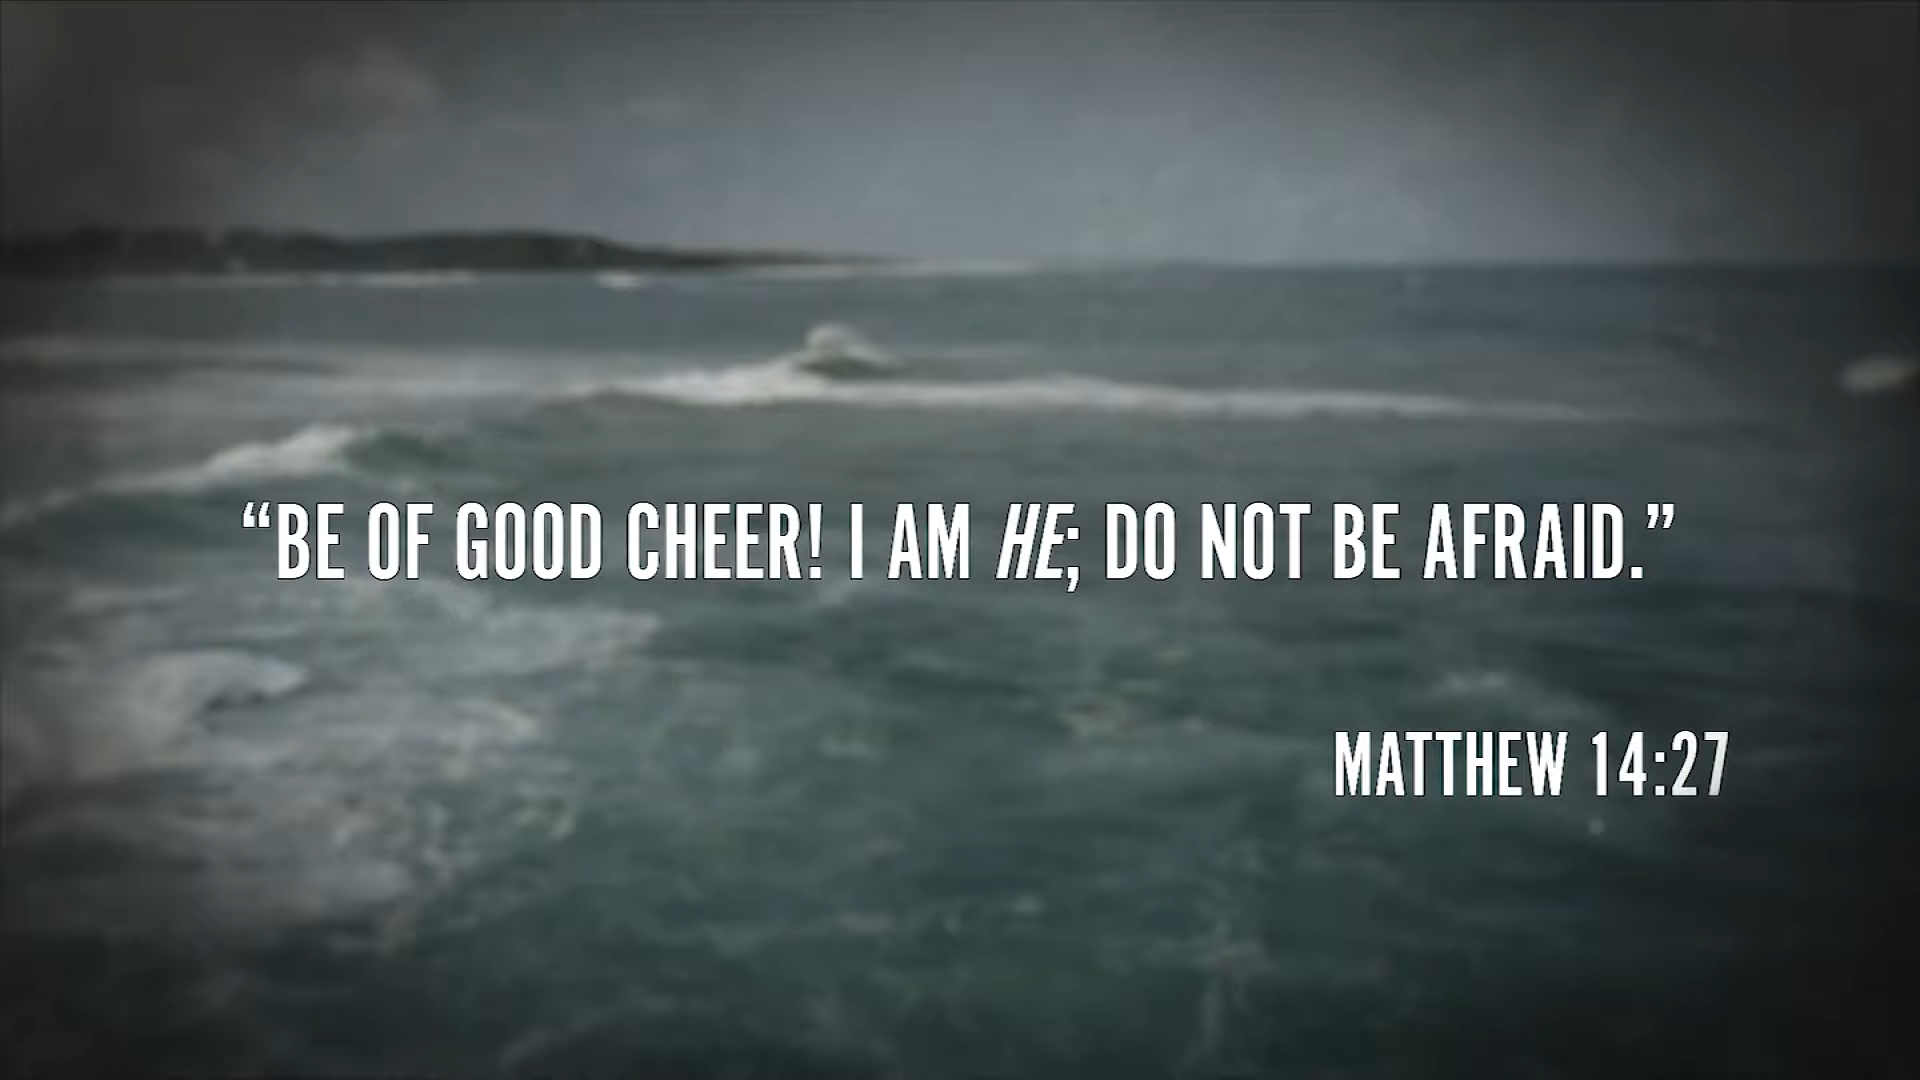 “BE OF GOOD CHEER! I AM HE; DO NOT BE AFRAID.”
MATTHEW 14:27